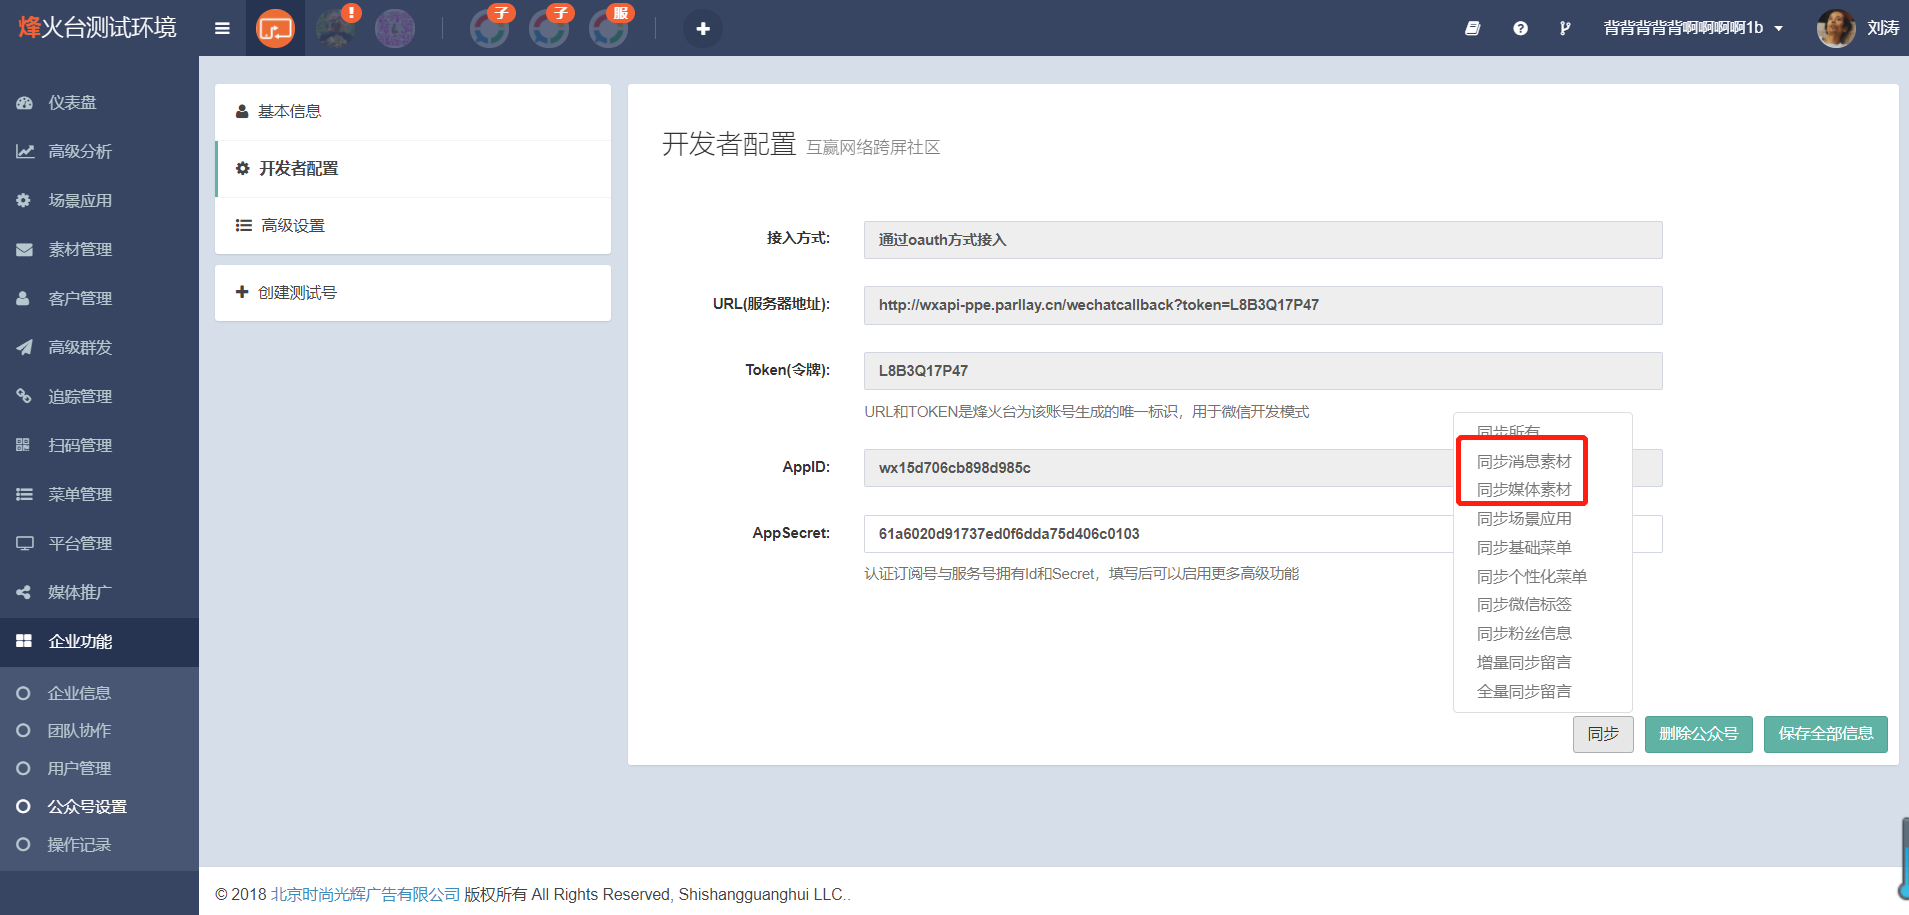 烽火台测试环境
!
子
子
服
背背背背背啊啊啊啊1b
刘涛
仪表盘
高级分析
场景应用
素材管理
客户管理
高级群发
追踪管理
扫码管理
菜单管理
平台管理
媒体推广
企业功能
企业信息
团队协作
用户管理
公众号设置
操作记录
基本信息
开发者配置
高级设置
创建测试号
开发者配置 互赢网络跨屏社区
接入方式: 通过oauth方式接入
URL(服务器地址): http://wxapi-ppe.parllay.cn/wechatcallback?token=L8B3Q17P47
Token(令牌): L8B3Q17P47
URL和TOKEN是烽火台为该账号生成的唯一标识，用于微信开发模式
AppID: wx15d706cb898d985c
AppSecret: 61a6020d91737ed0f6dda75d406c0103
认证订阅号与服务号拥有Id和Secret，填写后可以启用更多高级功能
同步所有
同步消息素材
同步媒体素材
同步场景应用
同步基础菜单
同步个性化菜单
同步微信标签
同步粉丝信息
增量同步留言
全量同步留言
同步
删除公众号
保存全部信息
© 2018 北京时尚光辉广告有限公司 版权所有 All Rights Reserved, Shishangguanghui LLC..